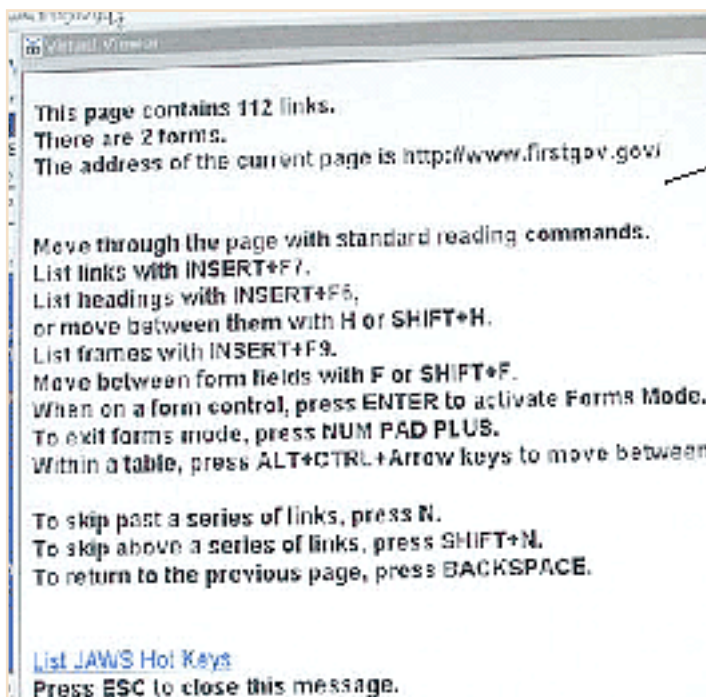 Virtual Viewer
This page contains 112 links.
There are 2 forms.
The address of the current page is http://www.firstgov.gov/
Move through the page with standard reading commands.
List links with INSERT+F7.
List headings with INSERT+F6,
or move between them with H or SHIFT+H.
List frames with INSERT+F9.
Move between form fields with F or SHIFT+F.
When on a form control, press ENTER to activate Forms Mode.
To exit forms mode, press NUM PAD PLUS.
Within a table, press ALT+CTRL+Arrow keys to move between
To skip past a series of links, press N.
To skip above a series of links, press SHIFT+N.
To return to the previous page, press BACKSPACE.
List JAWS Hot Keys
Press ESC to close this message.